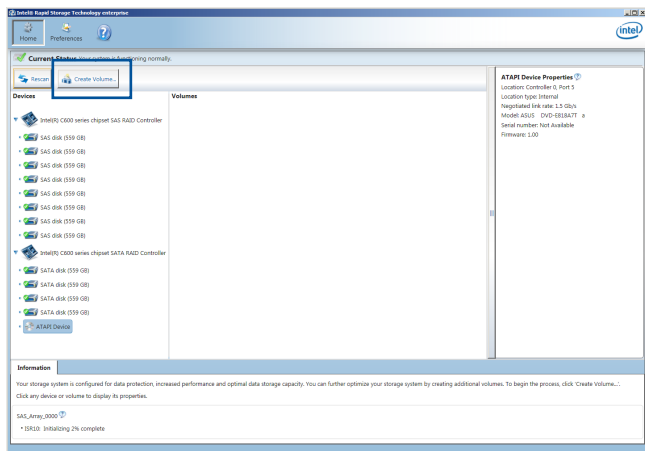 Intel® Rapid Storage Technology enterprise
Home
Preferences
intel
Current Status Your system is functioning normally.
Rescan
Create Volume...
Devices
Volumes
Intel(R) C600 series chipset SAS RAID Controller
SAS disk (559 GB)
SAS disk (559 GB)
SAS disk (559 GB)
SAS disk (559 GB)
SAS disk (559 GB)
SAS disk (559 GB)
SAS disk (559 GB)
SAS disk (559 GB)
Intel(R) C600 series chipset SATA RAID Controller
SATA disk (559 GB)
SATA disk (559 GB)
SATA disk (559 GB)
SATA disk (559 GB)
ATAPI Device
ATAPI Device Properties
Location: Controller 0, Port 5
Location type: Internal
Negotiated link rate: 1.5 Gb/s
Model: ASUS DVD-E818A7T a
Serial number: Not Available
Firmware: 1.00
Information
Your storage system is configured for data protection, increased performance and optimal data storage capacity. You can further optimize your storage system by creating additional volumes. To begin the process, click 'Create Volume...'.
Click any device or volume to display its properties.
SAS_Array_0000
• ISR10: Initializing 2% complete